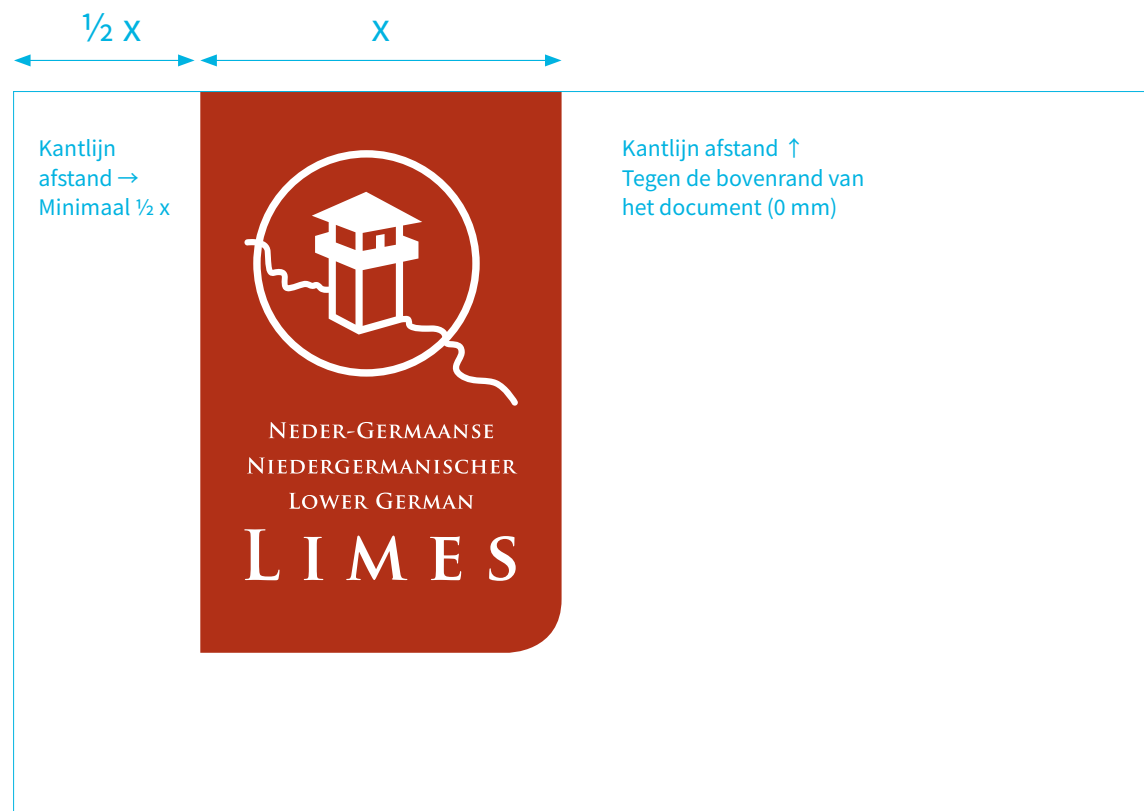 ½ x
x
Kantlijn
afstand →
Minimaal ½ x
Kantlijn afstand ↑
Tegen de bovenrand van
het document (0 mm)
Neder-Germaanse
Niedergermanischer
Lower German
Limes